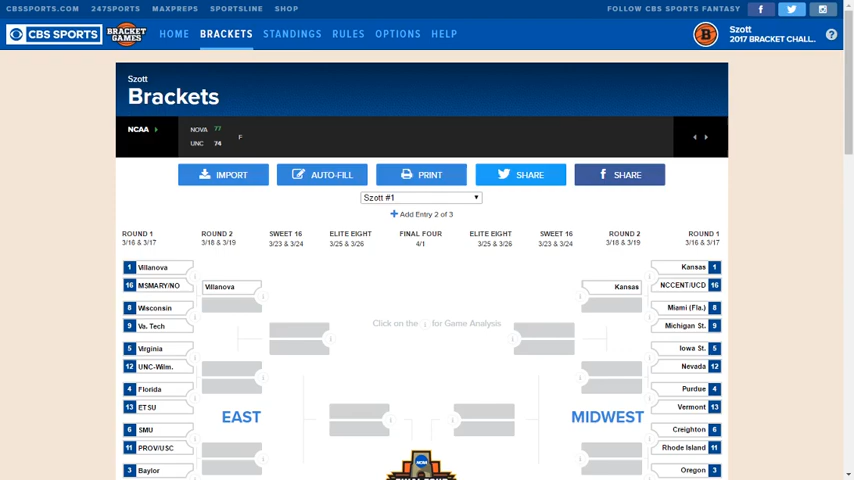 CBSSPORTS.COM 247SPORTS MAXPREPS SPORTSLINE SHOP FOLLOW CBS SPORTS FANTASY
CBS SPORTS BRACKET GAMES HOME BRACKETS STANDINGS RULES OPTIONS HELP
Szott
2017 BRACKET CHALL..
Szott
Brackets
NCAA
NOVA 77
F
UNC 74
IMPORT AUTO-FILL PRINT SHARE SHARE
Szott #1
Add Entry 2 of 3
ROUND 1 ROUND 2 SWEET 16 ELITE EIGHT FINAL FOUR ELITE EIGHT SWEET 16 ROUND 2 ROUND 1
3/16 & 3/17 3/18 & 3/19 3/23 & 3/24 3/25 & 3/26 4/1 3/25 & 3/26 3/23 & 3/24 3/18 & 3/19 3/16 & 3/17
1 Villanova Kansas 1
16 MSMARY/NO Villanova Kansas NCCENT/UCD 16
8 Wisconsin Miami (Fla.) 8
9 Va. Tech Click on the i for Game Analysis Michigan St. 9
5 Virginia Iowa St. 5
12 UNC-Wilm. Nevada 12
4 Florida Purdue 4
13 ETSU Vermont 13
EAST MIDWEST
6 SMU Creighton 6
11 PROV/USC Rhode Island 11
3 Baylor Oregon 3